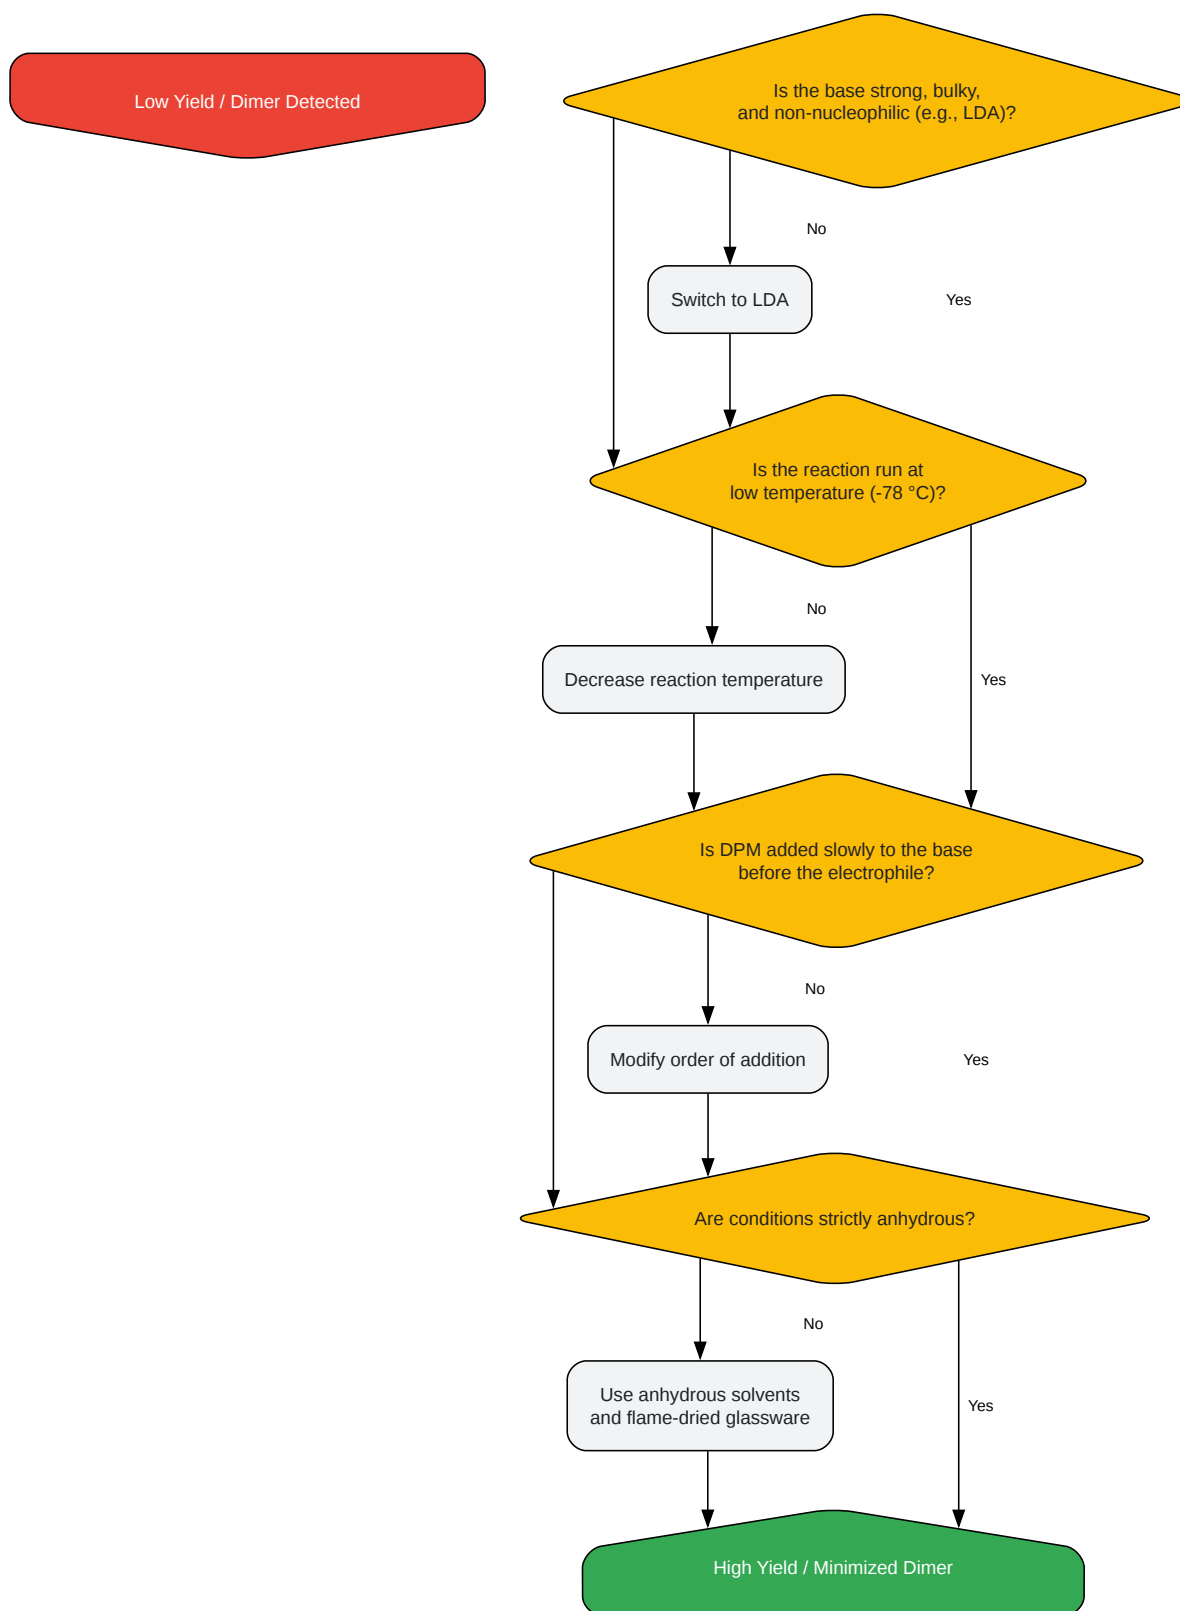 Low Yield / Dimer Detected
Is the base strong, bulky,
and non-nucleophilic (e.g., LDA)?
No
Switch to LDA
Yes
Is the reaction run at
low temperature (-78 °C)?
No
Decrease reaction temperature
Yes
Is DPM added slowly to the base
before the electrophile?
No
Modify order of addition
Yes
Are conditions strictly anhydrous?
No
Use anhydrous solvents
and flame-dried glassware
Yes
High Yield / Minimized Dimer